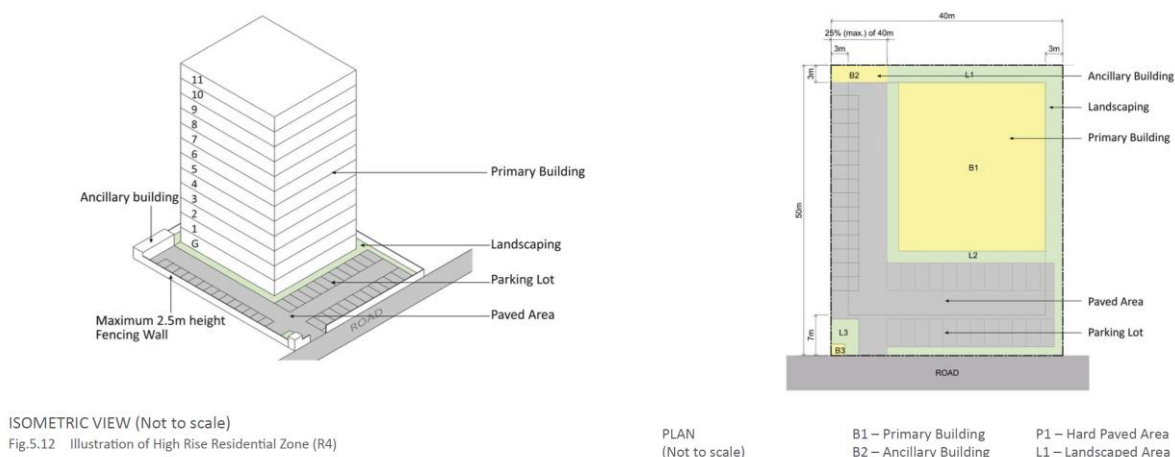 11
10
9
8
7
6
5
4
3
2
1
G
Ancillary building
Primary Building
Landscaping
Parking Lot
Paved Area
Maximum 2.5m height
Fencing Wall
ROAD
ISOMETRIC VIEW (Not to scale)
Fig.5.12 Illustration of High Rise Residential Zone (R4)
40m
25% (max.) of 40m
3m
3m
3m
B2
L1
Ancillary Building
Landscaping
Primary Building
B1
50m
L2
Paved Area
7m
L3
Parking Lot
B3
ROAD
PLAN
(Not to scale)
B1 – Primary Building
B2 – Ancillary Building
P1 – Hard Paved Area
L1 – Landscaped Area